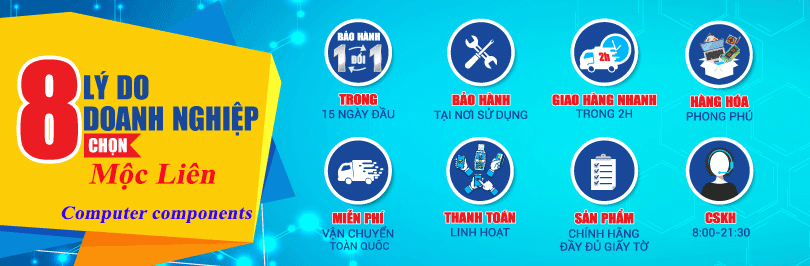 8
LÝ DO
DOANH NGHIỆP
CHỌN
Mộc Liên
Computer components
BẢO HÀNH
1 ĐỔI 1
TRONG
15 NGÀY ĐẦU
BẢO HÀNH
TẠI NƠI SỬ DỤNG
2h
GIAO HÀNG NHANH
TRONG 2H
HÀNG HÓA
PHONG PHÚ
MIỄN PHÍ
VẬN CHUYỂN
TOÀN QUỐC
THANH TOÁN
LINH HOẠT
SẢN PHẨM
CHÍNH HÃNG
ĐẦY ĐỦ GIẤY TỜ
CSKH
8:00-21:30